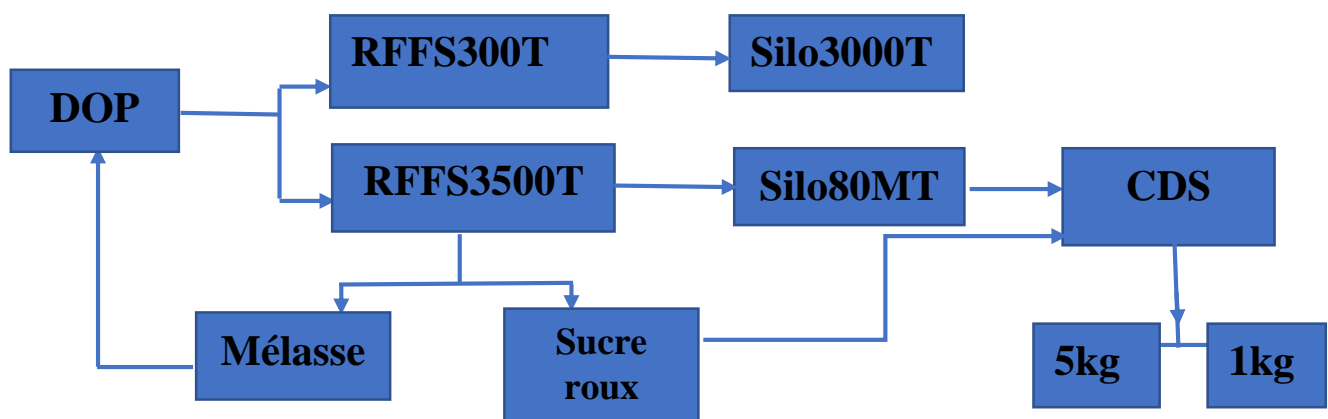 RFFS300T
Silo3000T
DOP
RFFS3500T
Silo80MT
CDS
Mélasse
Sucre
roux
5kg
1kg